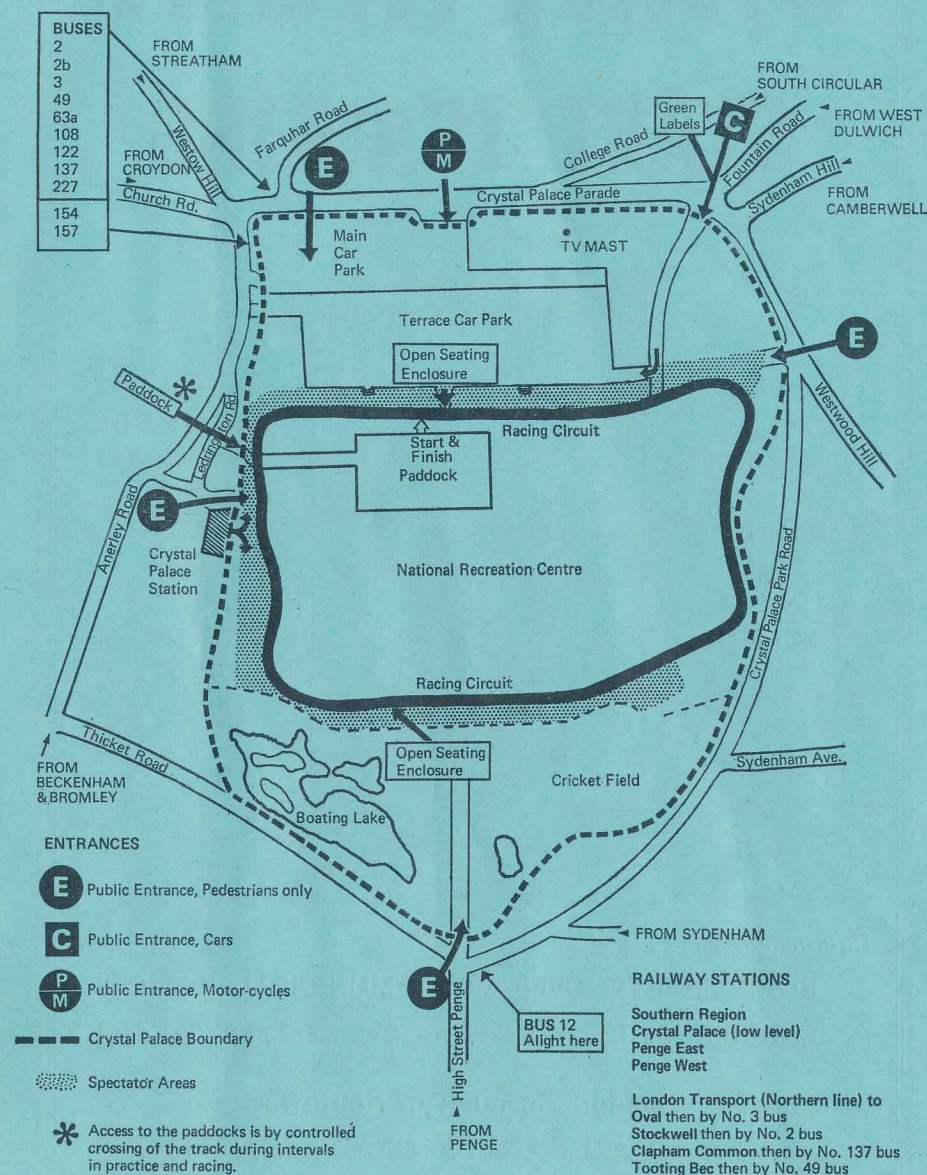 BUSES
2
2b
3
49
63a
108
122
137
227
154
157
FROM
STREATHAM
Westow Hill
FROM
CROYDON
Church Rd.
Farquhar Road
E
P
M
Green
Labels
College Road
FROM
SOUTH CIRCULAR
C
Fountain Road
FROM WEST
DULWICH
Sydenham Hill
FROM
CAMBERWELL
Crystal Palace Parade
Main
Car
Park
TV MAST
Terrace Car Park
Open Seating
Enclosure
E
Westwood Hill
Paddock *
Ledrington Rd.
Start &
Finish
Paddock
Racing Circuit
Anerley Road
E
Crystal
Palace
Station
National Recreation Centre
Crystal Palace Park Road
Racing Circuit
Open Seating
Enclosure
Thicket Road
FROM
BECKENHAM
& BROMLEY
Boating Lake
Cricket Field
Sydenham Ave.
ENTRANCES
E Public Entrance, Pedestrians only
C Public Entrance, Cars
P
M Public Entrance, Motor-cycles
Crystal Palace Boundary
Spectator Areas
* Access to the paddocks is by controlled
crossing of the track during intervals
in practice and racing.
E
High Street Penge
FROM
PENGE
FROM SYDENHAM
BUS 12
Alight here
RAILWAY STATIONS
Southern Region
Crystal Palace (low level)
Penge East
Penge West
London Transport (Northern line) to
Oval then by No. 3 bus
Stockwell then by No. 2 bus
Clapham Common then by No. 137 bus
Tooting Bec then by No. 49 bus